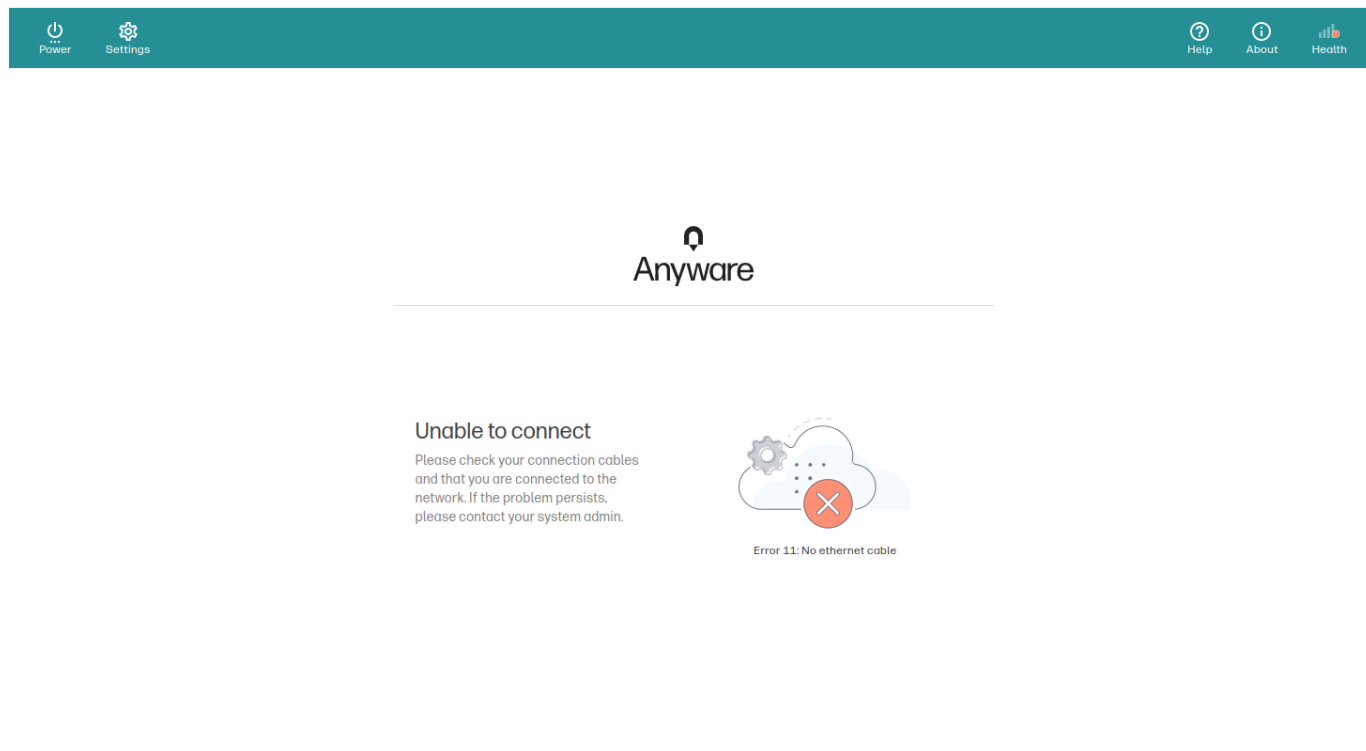 Power
Settings
Help
About
Health
Anyware
Unable to connect
Please check your connection cables
and that you are connected to the
network. If the problem persists,
please contact your system admin.
Error 11: No ethernet cable